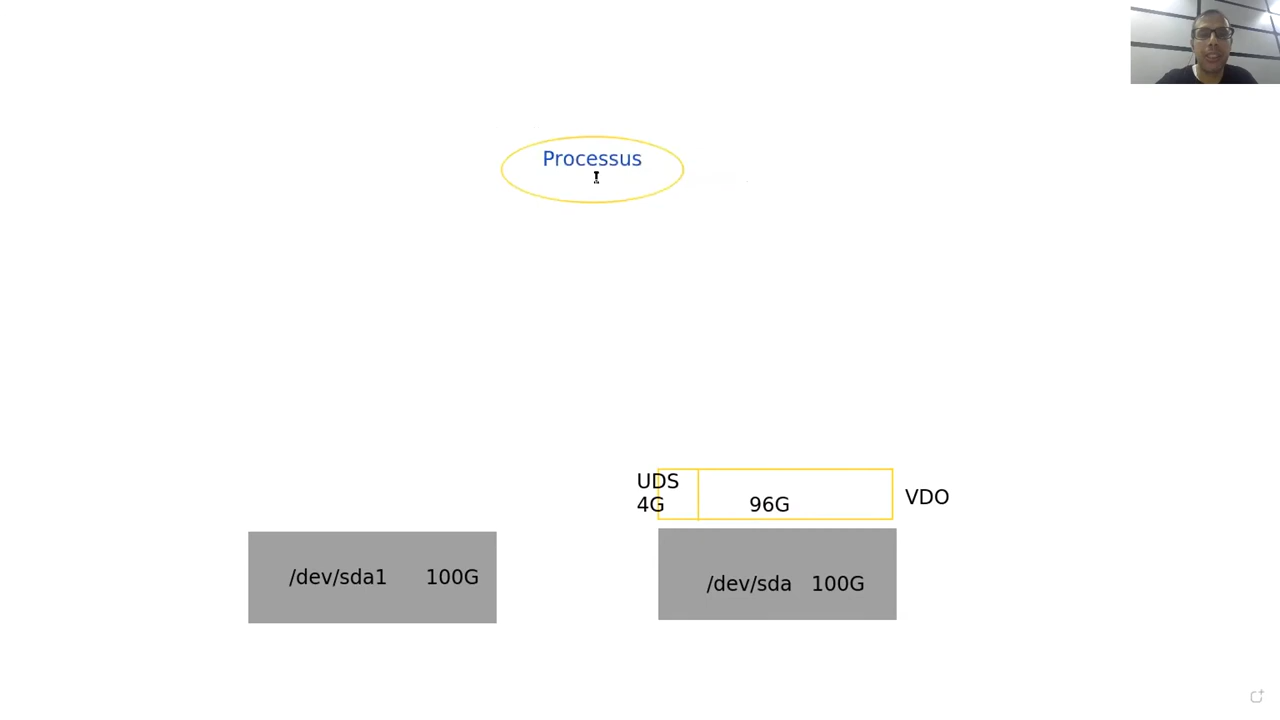 Processus
UDS
4G
96G
VDO
/dev/sda1 100G
/dev/sda 100G